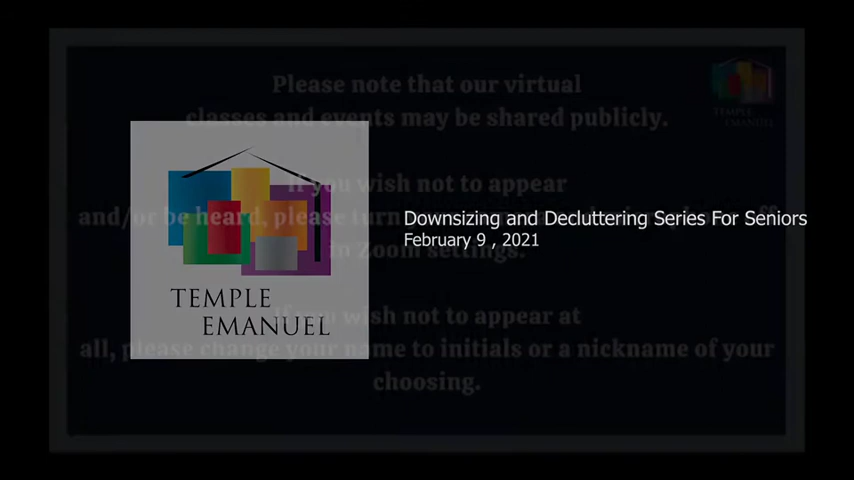 Please note that our virtual
classes and events may be shared publicly.
TEMPLE
EMANUEL
If you wish not to appear
and/or be heard, please turn
in Zoom settings.
Downsizing and Decluttering Series For Seniors
February 9 , 2021
TEMPLE
EMANUEL
If you wish not to appear at
all, please change your name to initials or a nickname of your
choosing.